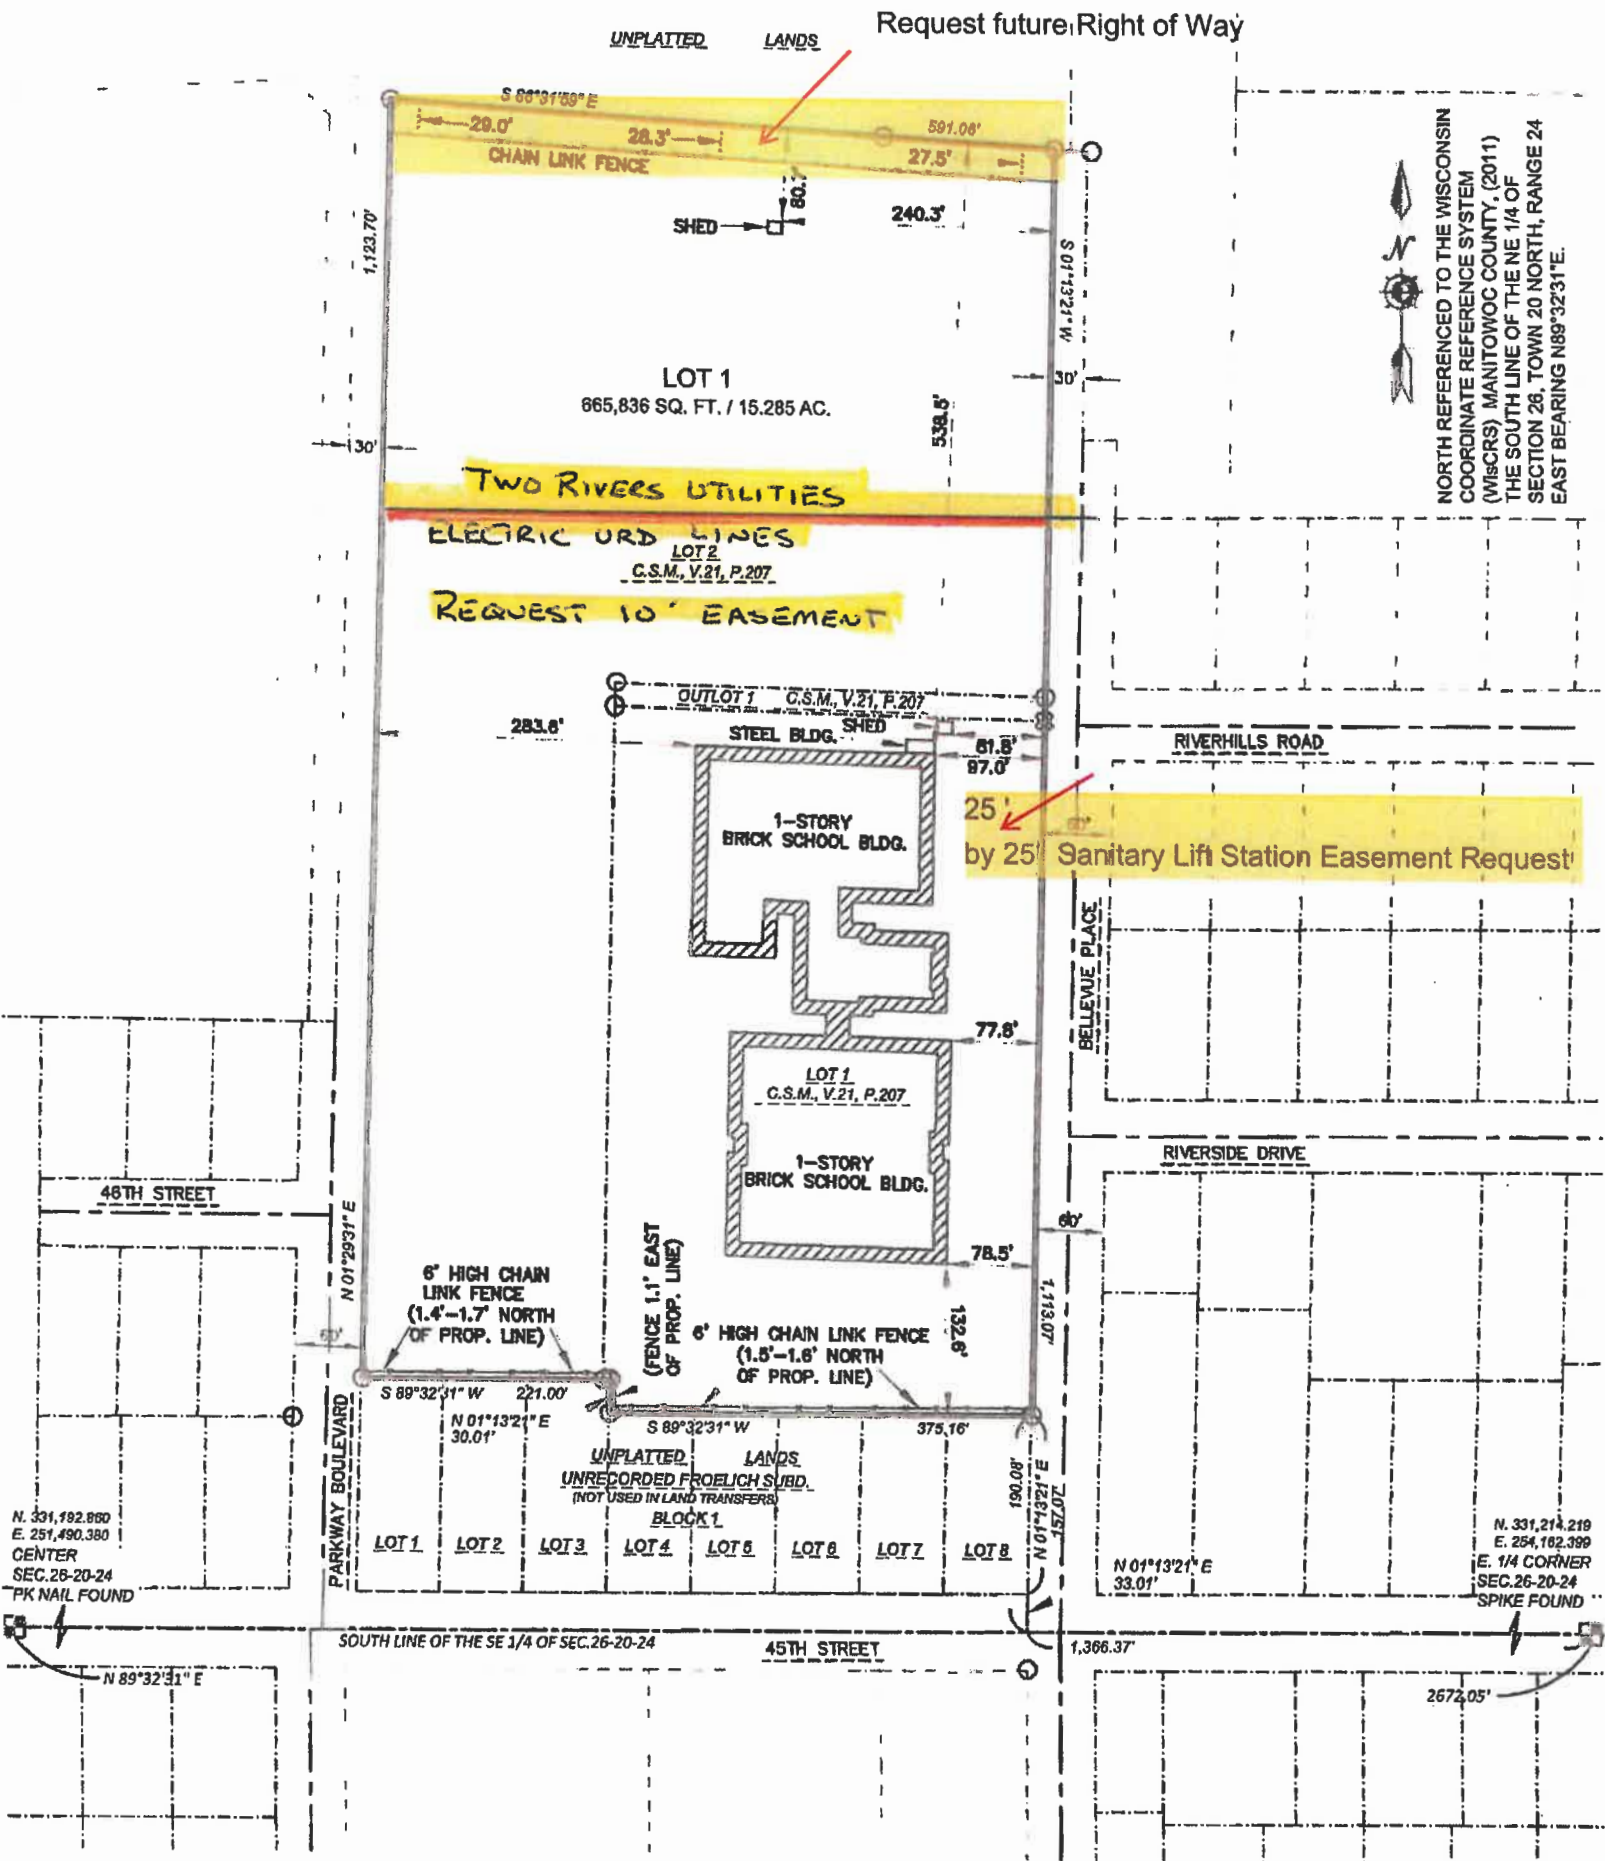 Request future Right of Way
UNPLATTED LANDS
S 86°31'59" E
591.06'
29.0'
28.3'
27.5'
CHAIN LINK FENCE
80.1'
SHED
240.3'
1,123.70'
S 01°13'21" W
NORTH REFERENCED TO THE WISCONSIN
COORDINATE REFERENCE SYSTEM
(WisCRS) MANITOWOC COUNTY, (2011)
THE SOUTH LINE OF THE NE 1/4 OF
SECTION 26, TOWN 20 NORTH, RANGE 24
EAST BEARING N89°32'31"E.
N
LOT 1
665,836 SQ. FT. / 15.285 AC.
30'
30'
538.5'
TWO RIVERS UTILITIES
ELECTRIC URD LINES
LOT 2
C.S.M., V.21, P.207
REQUEST 10' EASEMENT
OUTLOT 1 C.S.M., V.21, P.207
283.6'
STEEL BLDG.
SHED
61.8'
97.0'
RIVERHILLS ROAD
25'
by 25' Sanitary Lift Station Easement Request
1-STORY
BRICK SCHOOL BLDG.
BELLEVUE PLACE
77.8'
LOT 1
C.S.M., V.21, P.207
1-STORY
BRICK SCHOOL BLDG.
RIVERSIDE DRIVE
46TH STREET
N 01°29'31" E
60'
78.5'
132.6'
1,113.07'
6' HIGH CHAIN
LINK FENCE
(1.4'-1.7' NORTH
OF PROP. LINE)
(FENCE 1.1' EAST
OF PROP. LINE)
6' HIGH CHAIN LINK FENCE
(1.5'-1.6' NORTH
OF PROP. LINE)
60'
S 89°32'31" W 221.00'
N 01°13'21" E
30.01'
S 89°32'31" W 375.16'
PARKWAY BOULEVARD
UNPLATTED LANDS
UNRECORDED FROELICH SUBD.
(NOT USED IN LAND TRANSFERS)
BLOCK 1
LOT 1 LOT 2 LOT 3 LOT 4 LOT 5 LOT 6 LOT 7 LOT 8
190.08'
N 01°13'21" E
157.07'
N 01°13'21" E
33.01'
N. 331,192.860
E. 251,490.380
CENTER
SEC.26-20-24
PK NAIL FOUND
N. 331,214.219
E. 254,162.399
E. 1/4 CORNER
SEC.26-20-24
SPIKE FOUND
SOUTH LINE OF THE SE 1/4 OF SEC.26-20-24
45TH STREET
1,366.37'
N 89°32'31" E
2672.05'